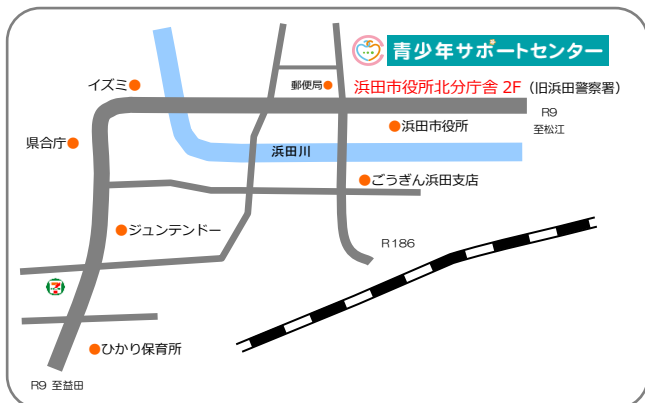 青少年サポートセンター
イズミ
郵便局
浜田市役所北分庁舎 2F（旧浜田警察署）
R9
至松江
浜田市役所
県合庁
浜田川
ごうぎん浜田支店
ジュンテンドー
R186
ひかり保育所
R9 至益田